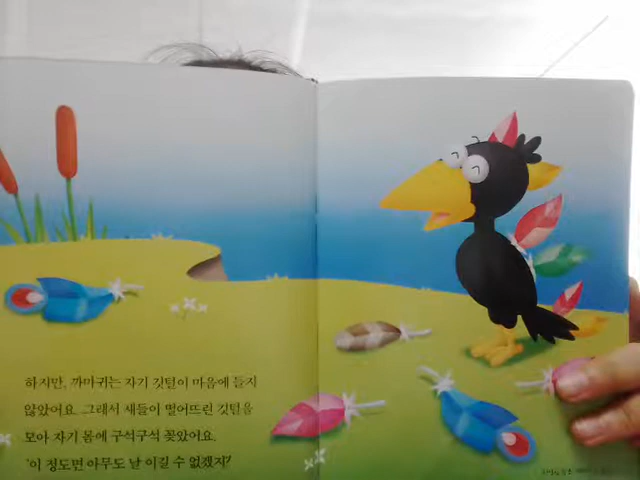 하지만, 까마귀는 자기 깃털이 마음에 들지
않았어요. 그래서 새들이 떨어뜨린 깃털을
모아 자기 몸에 구석구석 꽂았어요.
'이 정도면 아무도 날 이길 수 없겠지?'